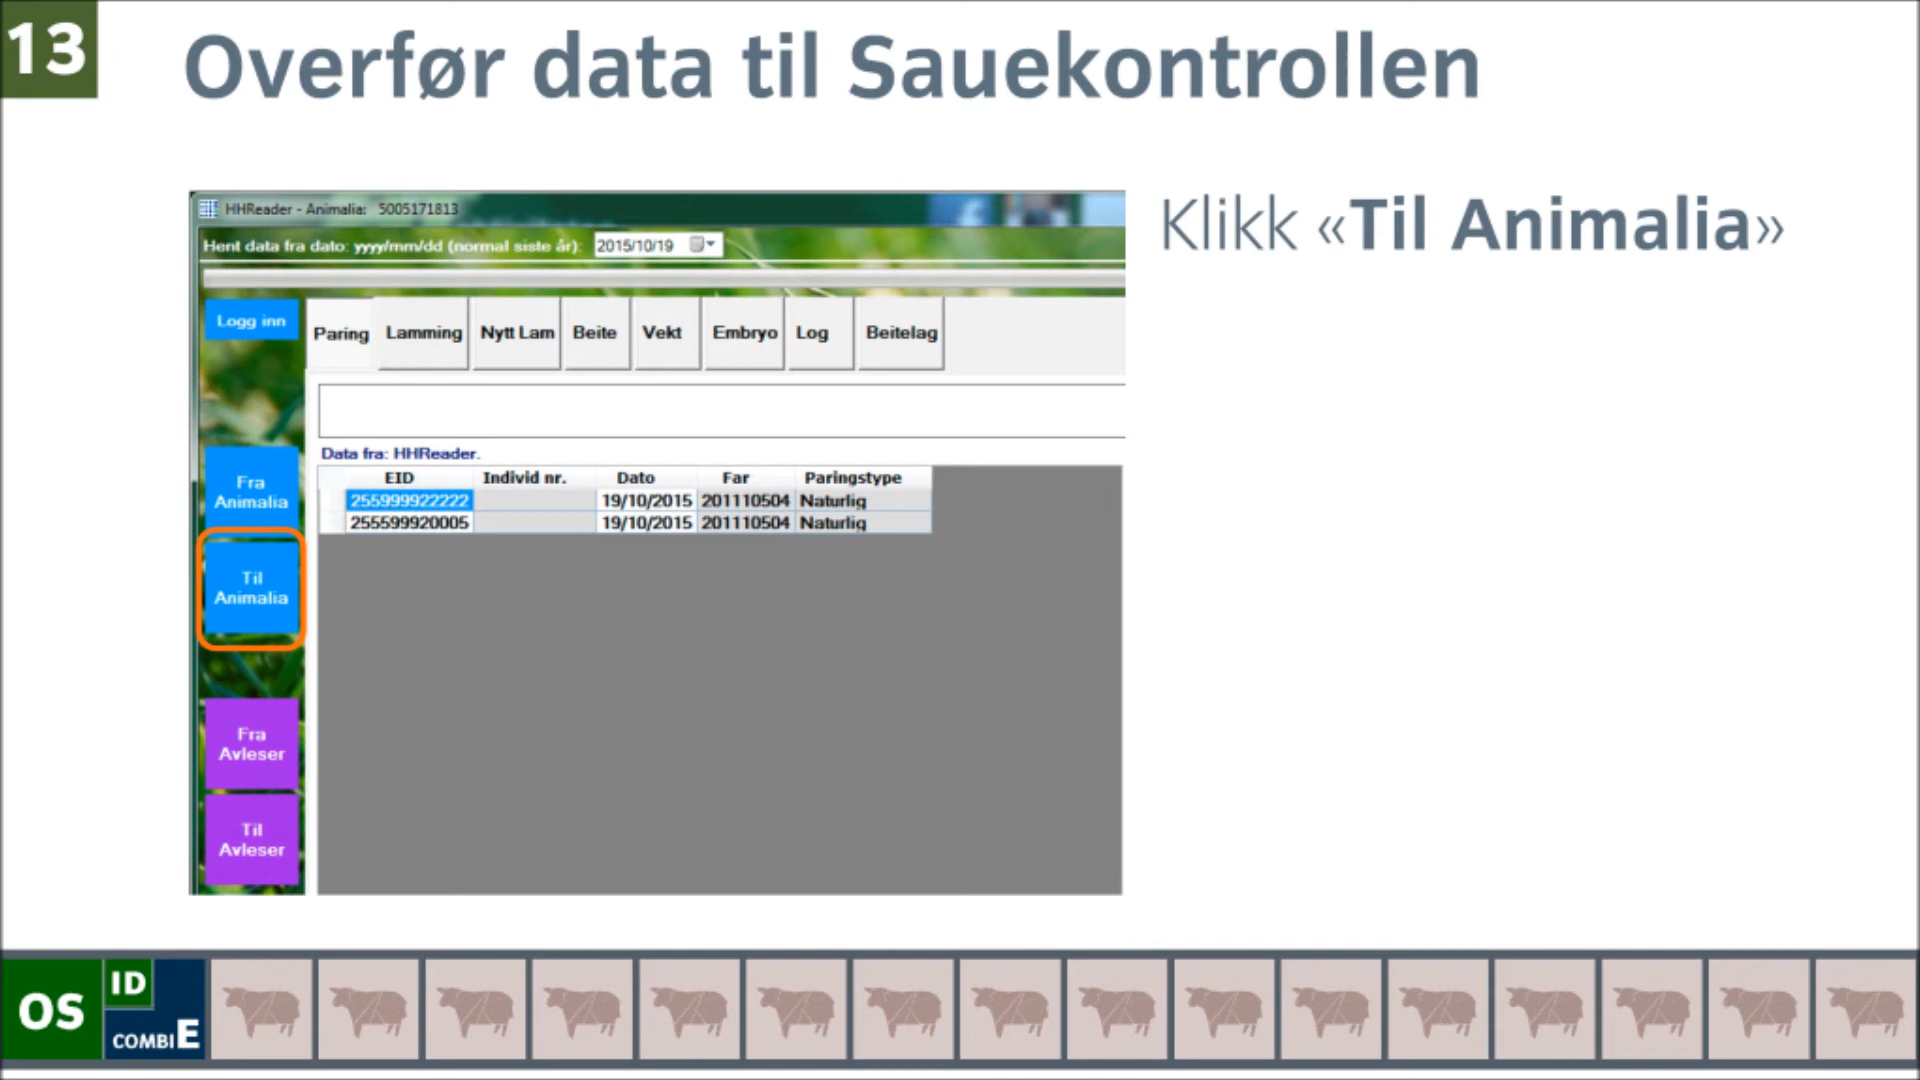 13
Overfør data til Sauekontrollen
HHReader - Animalia: 5005171813
Hent data fra dato: yyyy/mm/dd (normal siste år): 2015/10/19
Logg inn
Paring Lamming Nytt Lam Beite Vekt Embryo Log Beitelag
Data fra: HHReader.
EID Individ nr. Dato Far Paringstype
255999922222 19/10/2015 201110504 Naturlig
255599920005 19/10/2015 201110504 Naturlig
Fra
Animalia
Til
Animalia
Fra
Avleser
Til
Avleser
Klikk «Til Animalia»
OS
ID
COMBI E